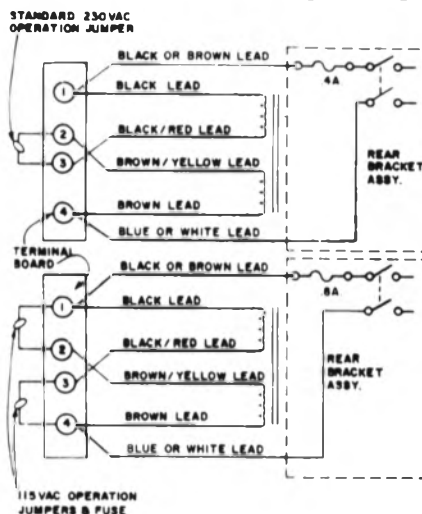 STANDARD 230VAC
OPERATION JUMPER
BLACK OR BROWN LEAD
1
BLACK LEAD
4A
2
BLACK/RED LEAD
3
BROWN/YELLOW LEAD
REAR
BRACKET
ASSY.
4
BROWN LEAD
BLUE OR WHITE LEAD
TERMINAL
BOARD
BLACK OR BROWN LEAD
1
BLACK LEAD
8A
2
BLACK/RED LEAD
3
BROWN/YELLOW LEAD
REAR
BRACKET
ASSY.
4
BROWN LEAD
BLUE OR WHITE LEAD
115VAC OPERATION
JUMPERS & FUSE